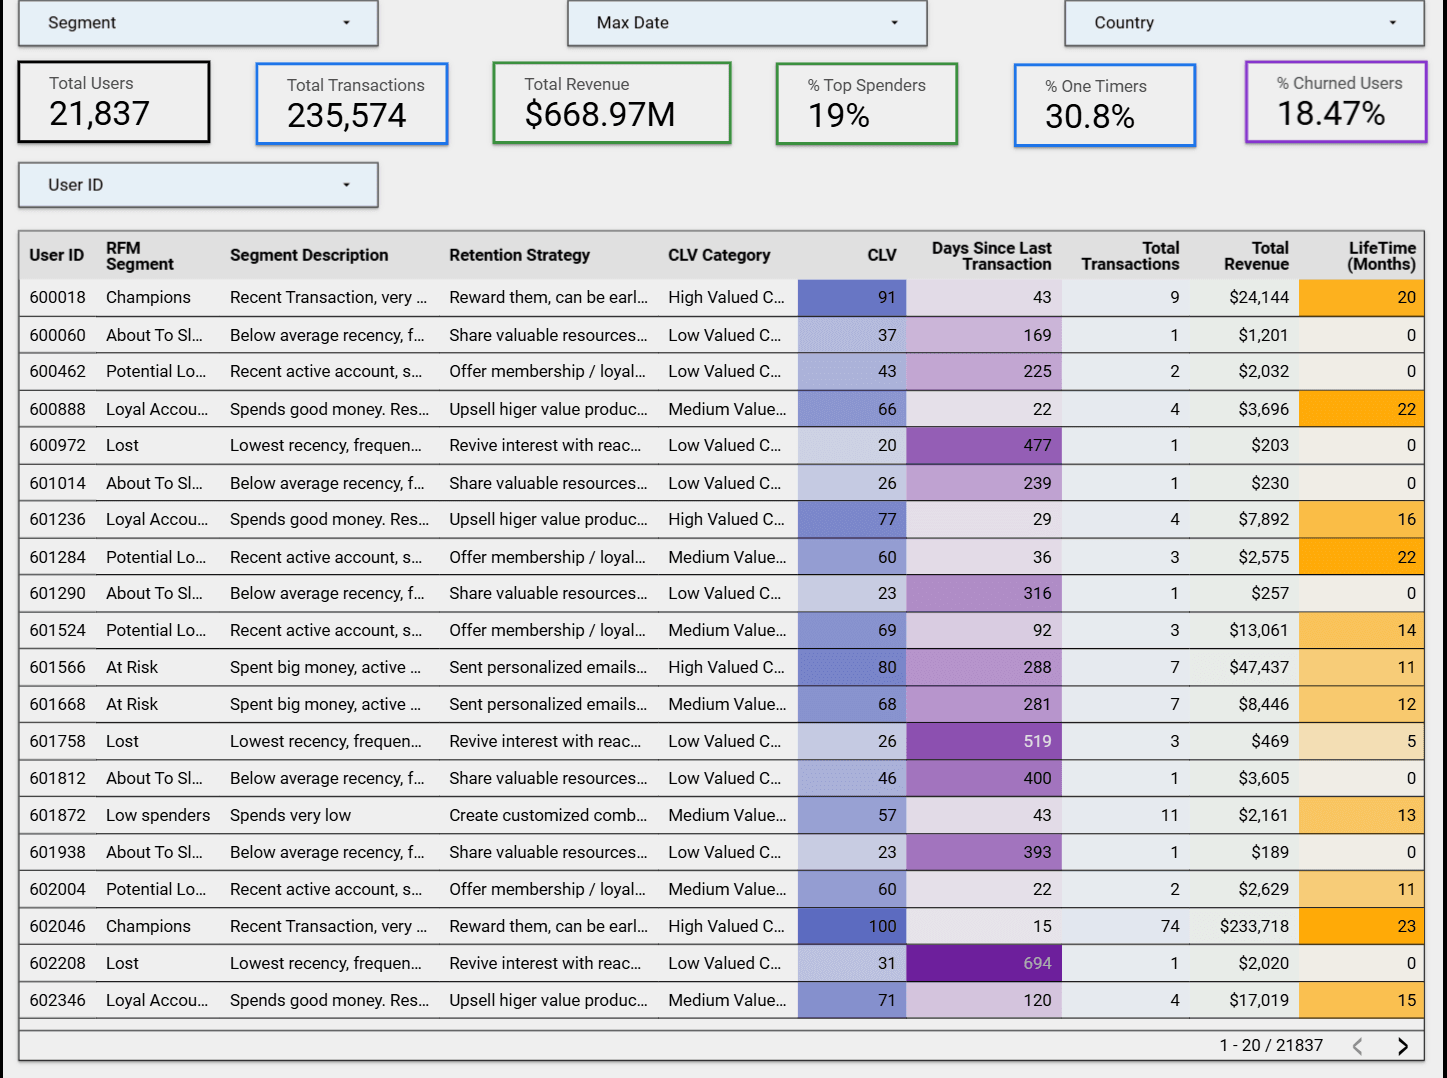 Segment
Max Date
Country
Total Users
21,837
Total Transactions
235,574
Total Revenue
$668.97M
% Top Spenders
19%
% One Timers
30.8%
% Churned Users
18.47%
User ID
User ID RFM Segment Segment Description Retention Strategy CLV Category CLV Days Since Last Transaction Total Transactions Total Revenue LifeTime (Months)
600018 Champions Recent Transaction, very ... Reward them, can be earl... High Valued C... 91 43 9 $24,144 20
600060 About To Sl... Below average recency, f... Share valuable resources... Low Valued C... 37 169 1 $1,201 0
600462 Potential Lo... Recent active account, s... Offer membership / loyal... Low Valued C... 43 225 2 $2,032 0
600888 Loyal Accou... Spends good money. Res... Upsell higer value produc... Medium Value... 66 22 4 $3,696 22
600972 Lost Lowest recency, frequen... Revive interest with reac... Low Valued C... 20 477 1 $203 0
601014 About To Sl... Below average recency, f... Share valuable resources... Low Valued C... 26 239 1 $230 0
601236 Loyal Accou... Spends good money. Res... Upsell higer value produc... High Valued C... 77 29 4 $7,892 16
601284 Potential Lo... Recent active account, s... Offer membership / loyal... Medium Value... 60 36 3 $2,575 22
601290 About To Sl... Below average recency, f... Share valuable resources... Low Valued C... 23 316 1 $257 0
601524 Potential Lo... Recent active account, s... Offer membership / loyal... Medium Value... 69 92 3 $13,061 14
601566 At Risk Spent big money, active ... Sent personalized emails... High Valued C... 80 288 7 $47,437 11
601668 At Risk Spent big money, active ... Sent personalized emails... Medium Value... 68 281 7 $8,446 12
601758 Lost Lowest recency, frequen... Revive interest with reac... Low Valued C... 26 519 3 $469 5
601812 About To Sl... Below average recency, f... Share valuable resources... Low Valued C... 46 400 1 $3,605 0
601872 Low spenders Spends very low Create customized comb... Medium Value... 57 43 11 $2,161 13
601938 About To Sl... Below average recency, f... Share valuable resources... Low Valued C... 23 393 1 $189 0
602004 Potential Lo... Recent active account, s... Offer membership / loyal... Medium Value... 60 22 2 $2,629 11
602046 Champions Recent Transaction, very ... Reward them, can be earl... High Valued C... 100 15 74 $233,718 23
602208 Lost Lowest recency, frequen... Revive interest with reac... Low Valued C... 31 694 1 $2,020 0
602346 Loyal Accou... Spends good money. Res... Upsell higer value produc... Medium Value... 71 120 4 $17,019 15
1 - 20 / 21837